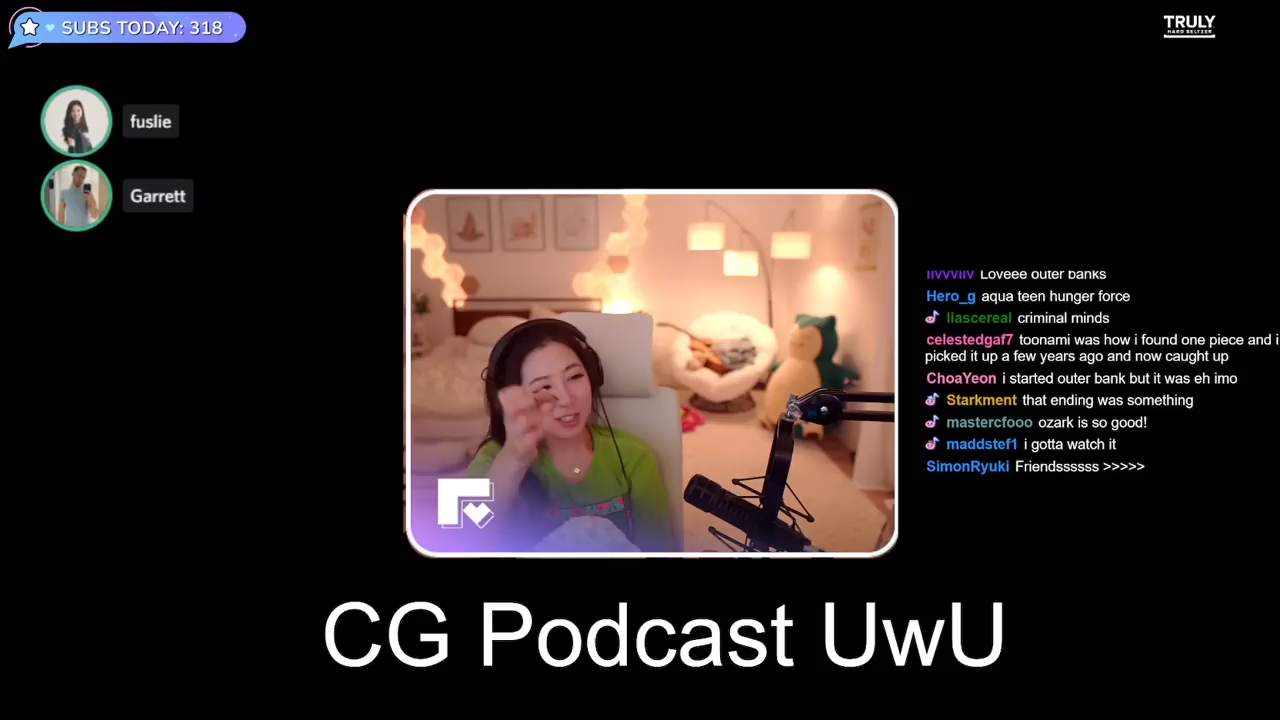 SUBS TODAY: 318
TRULY
HARD SELTZER
fuslie
Garrett
Loveee outer banks
Hero_g aqua teen hunger force
liascereal criminal minds
celestedgaf7 toonami was how i found one piece and i
picked it up a few years ago and now caught up
ChoaYeon i started outer bank but it was eh imo
Starkment that ending was something
mastercfooo ozark is so good!
maddstef1 i gotta watch it
SimonRyuki Friendssssss >>>>>
CG Podcast UwU